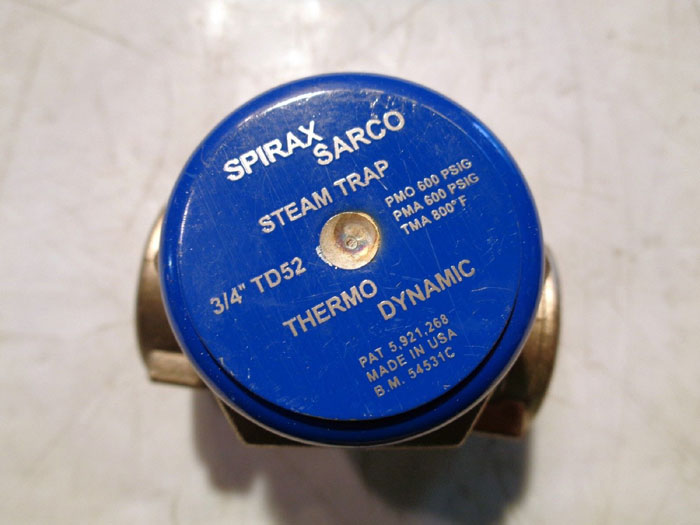 SPIRAX
SARCO
STEAM TRAP
PMO 600 PSIG
PMA 600 PSIG
TMA 800° F
3/4" TD52
THERMO DYNAMIC
PAT 5,921,268
MADE IN USA
B.M. 54531C